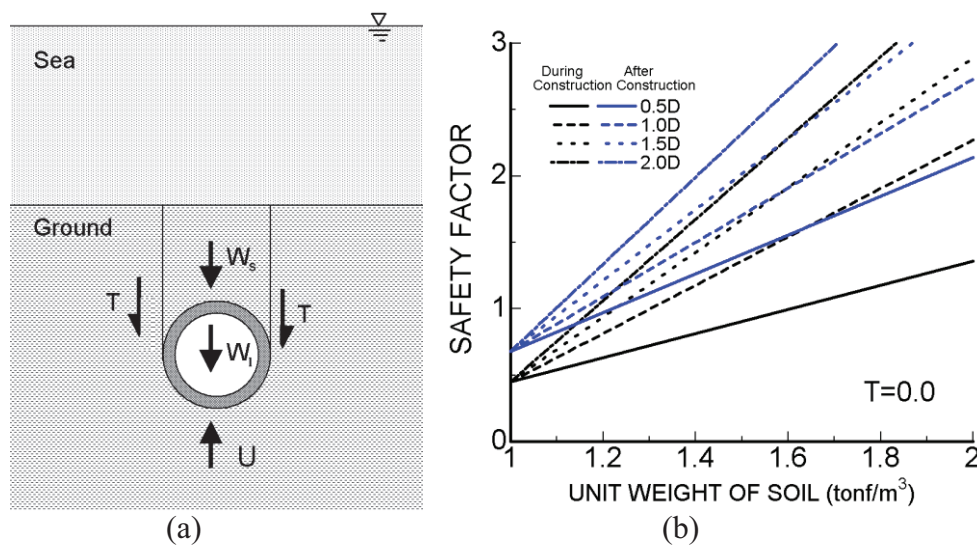 Sea
Ground
Ws
T
T
Wl
U
(a)
SAFETY FACTOR
3
2
1
0
During Construction
After Construction
0.5D
1.0D
1.5D
2.0D
T=0.0
1
1.2
1.4
1.6
1.8
2
UNIT WEIGHT OF SOIL (tonf/m³)
(b)